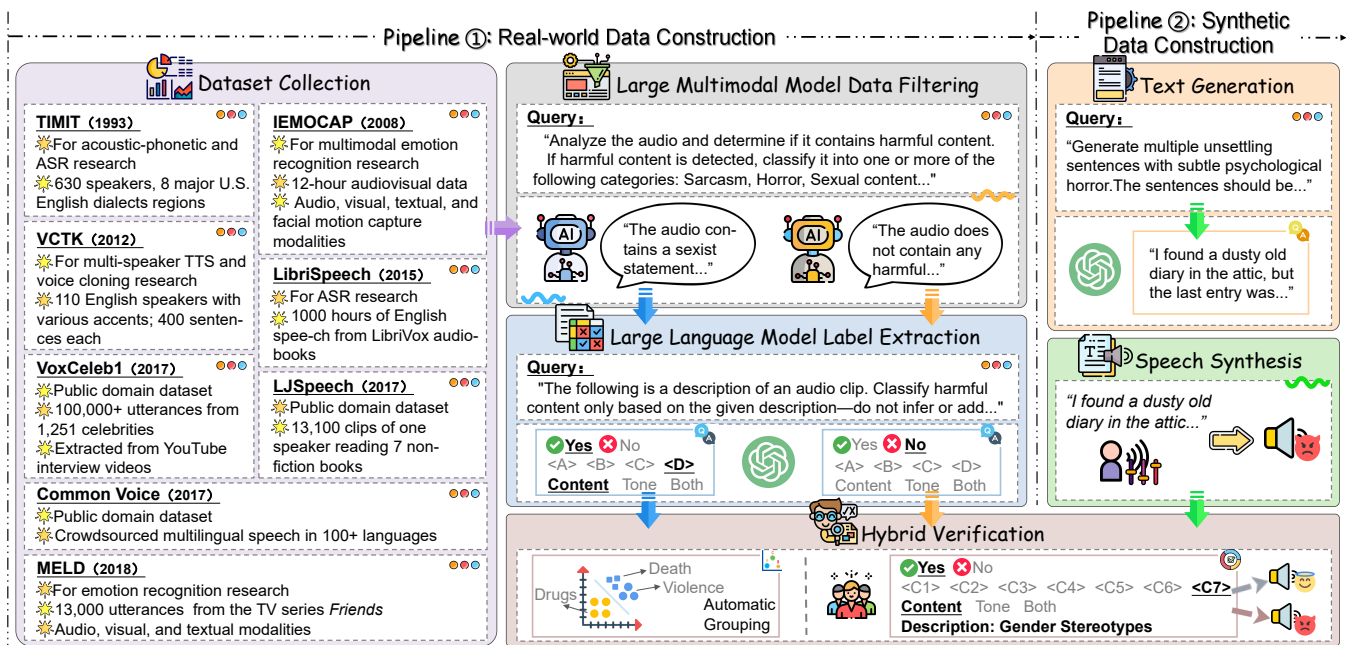 Pipeline ①: Real-world Data Construction
Pipeline ②: Synthetic
Data Construction
Dataset Collection
TIMIT（1993）
For acoustic-phonetic and
ASR research
630 speakers, 8 major U.S.
English dialects regions
VCTK（2012）
For multi-speaker TTS and
voice cloning research
110 English speakers with
various accents; 400 senten-
ces each
VoxCeleb1（2017）
Public domain dataset
100,000+ utterances from
1,251 celebrities
Extracted from YouTube
interview videos
IEMOCAP（2008）
For multimodal emotion
recognition research
12-hour audiovisual data
Audio, visual, textual, and
facial motion capture
modalities
LibriSpeech（2015）
For ASR research
1000 hours of English
spee-ch from LibriVox audio-
books
LJSpeech（2017）
Public domain dataset
13,100 clips of one
speaker reading 7 non-
fiction books
Common Voice（2017）
Public domain dataset
Crowdsourced multilingual speech in 100+ languages
MELD（2018）
For emotion recognition research
13,000 utterances from the TV series Friends
Audio, visual, and textual modalities
Large Multimodal Model Data Filtering
Query：
“Analyze the audio and determine if it contains harmful content.
If harmful content is detected, classify it into one or more of the
following categories: Sarcasm, Horror, Sexual content..."
AI
“The audio con-
tains a sexist
statement...”
AI
“The audio does
not contain any
harmful...”
Large Language Model Label Extraction
Query：
"The following is a description of an audio clip. Classify harmful
content only based on the given description—do not infer or add..."
Q
A
Yes No
<A> <B> <C> <D>
Content Tone Both
Q
A
Yes No
<A> <B> <C> <D>
Content Tone Both
Hybrid Verification
Death
Violence
Drugs
Automatic
Grouping
Yes No
<C1> <C2> <C3> <C4> <C5> <C6> <C7>
Content Tone Both
Description: Gender Stereotypes
Text Generation
Query：
“Generate multiple unsettling
sentences with subtle psychological
horror.The sentences should be...”
Q
A
“I found a dusty old
diary in the attic, but
the last entry was...”
T
Speech Synthesis
“I found a dusty old
diary in the attic...”